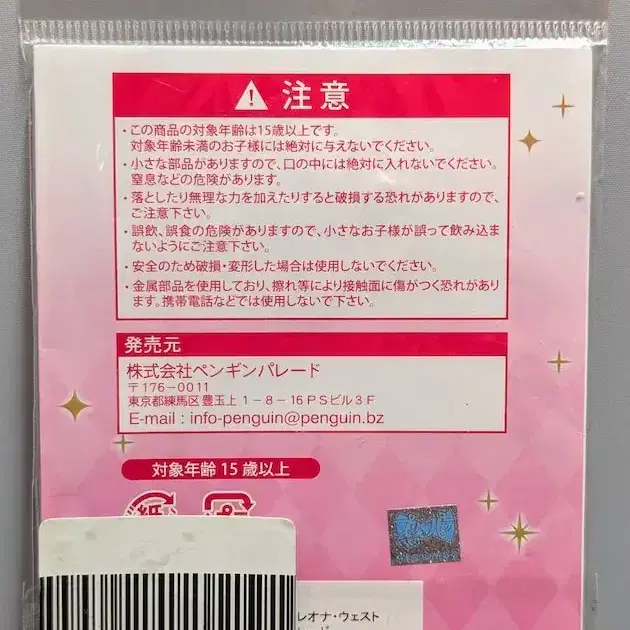 注意
・この商品の対象年齢は15歳以上です。
対象年齢未満のお子様には絶対に与えないでください。
・小さな部品がありますので、口の中には絶対に入れないでください。
窒息などの危険があります。
・落としたり無理な力を加えたりすると破損する恐れがありますので、
ご注意下さい。
・誤飲、誤食の危険がありますので、小さなお子様が誤って飲み込ま
ないようにご注意下さい。
・安全のため破損・変形した場合は使用しないでください。
・金属部品を使用しており、擦れ等により接触面に傷がつく恐れがあり
ます。携帯電話などでは使用しないで下さい。
発売元
株式会社ペンギンパレード
〒176-0011
東京都練馬区豊玉上1-8-16PSビル3F
E-mail : info-penguin@penguin.bz
対象年齢15歳以上
紙
レオナ・ウェスト